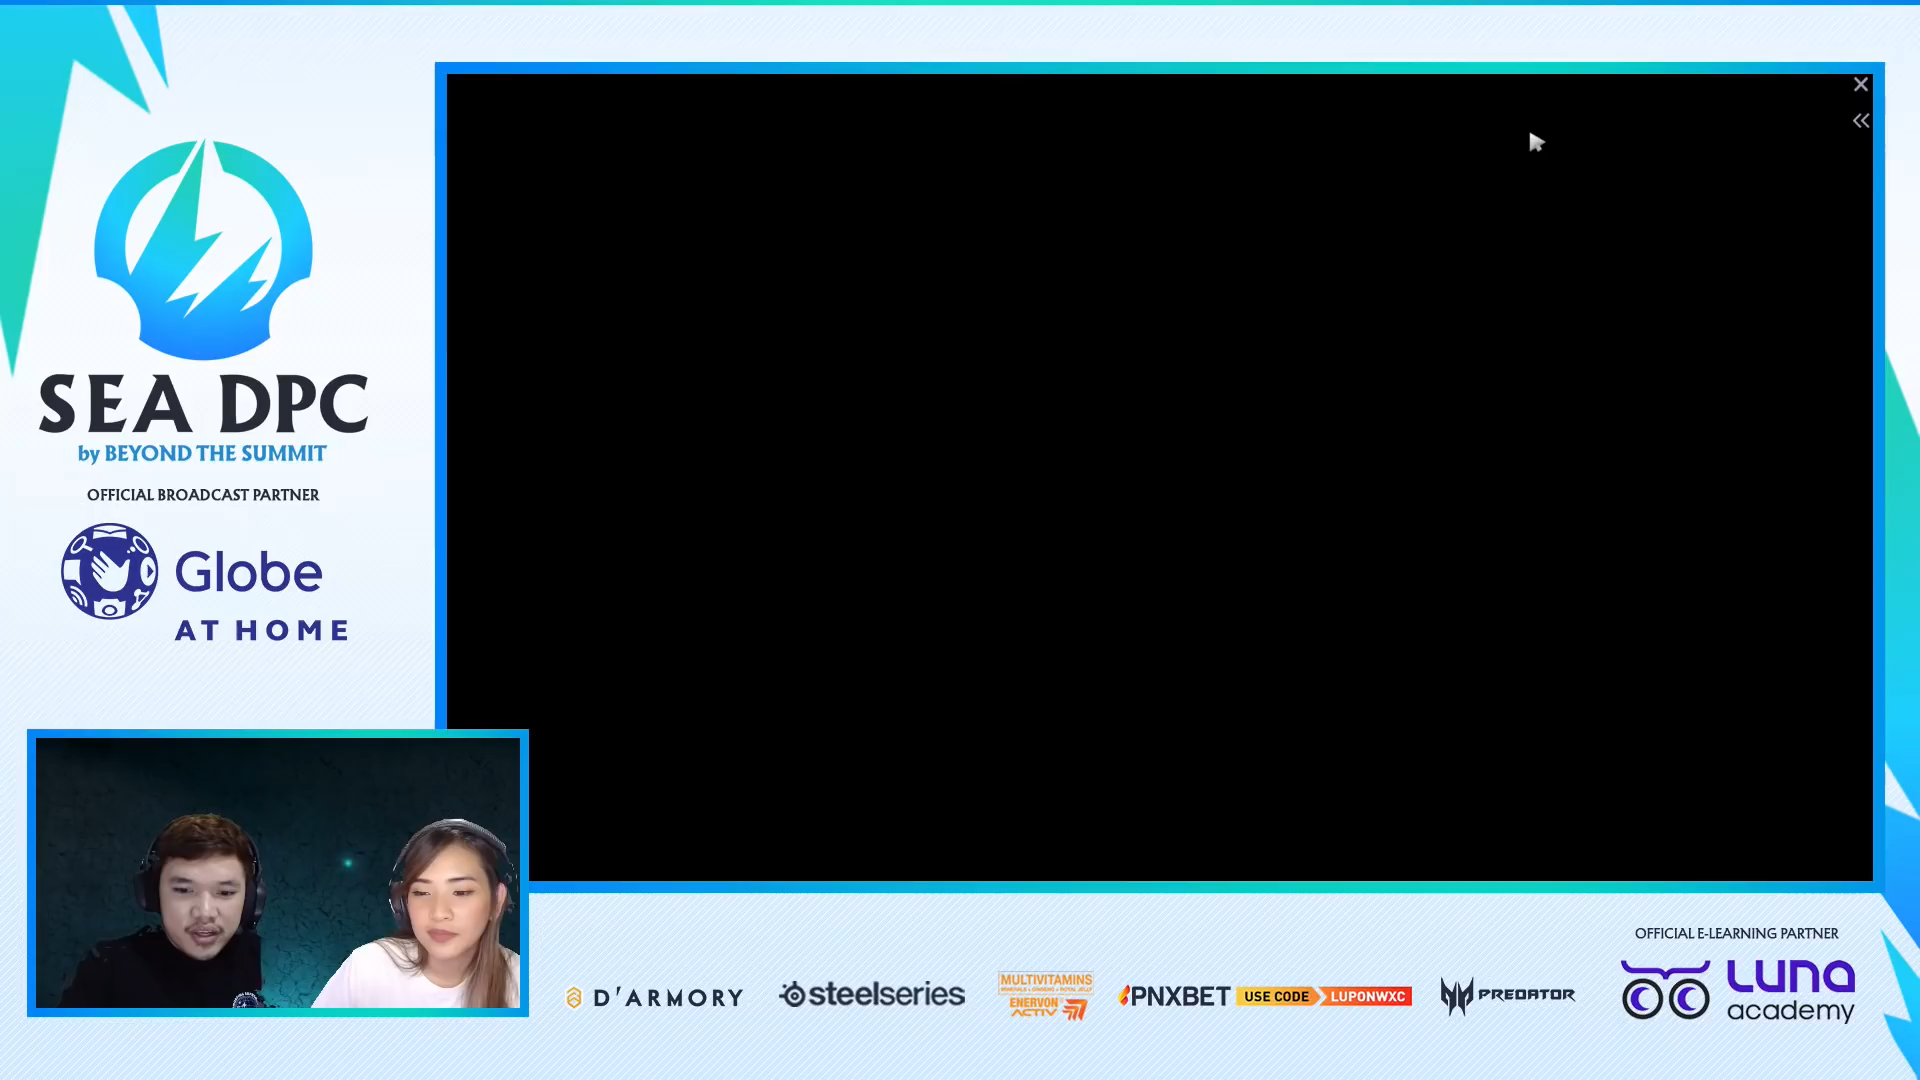 SEA DPC
by BEYOND THE SUMMIT
OFFICIAL BROADCAST PARTNER
Globe
AT HOME
OFFICIAL E-LEARNING PARTNER
D'ARMORY
steelseries
MULTIVITAMINS
ENERVON
ACTIV
PNXBET
USE CODE
LUPONWXC
PREDATOR
Luna
academy